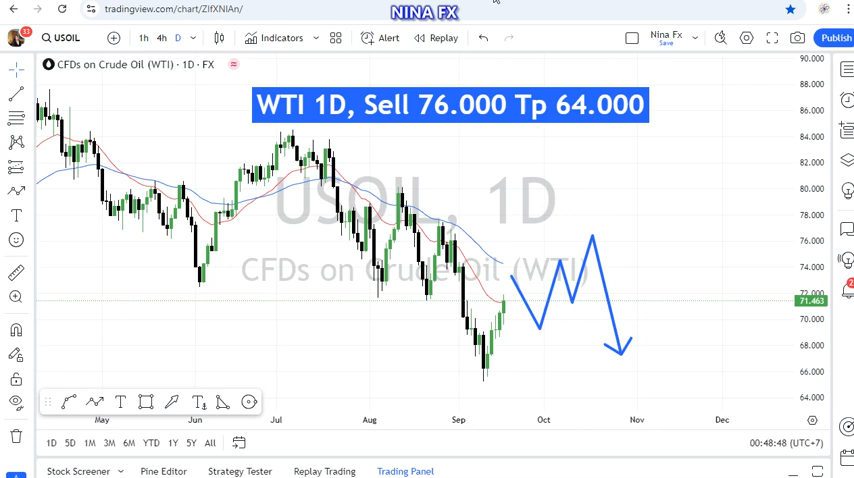 tradingview.com/chart/ZIfXNIAn/
NINA FX
33
USOIL
1h 4h D
Indicators
Alert
Replay
Nina Fx
Save
Publish
CFDs on Crude Oil (WTI) · 1D · FX
WTI 1D, Sell 76.000 Tp 64.000
USOIL, 1D
CFDs on Crude Oil (WTI)
90.000
88.000
86.000
84.000
82.000
80.000
78.000
76.000
74.000
72.000
71.463
70.000
68.000
66.000
64.000
May Jun Jul Aug Sep Oct Nov Dec
1D 5D 1M 3M 6M YTD 1Y 5Y All
00:48:48 (UTC+7)
Stock Screener Pine Editor Strategy Tester Replay Trading Trading Panel